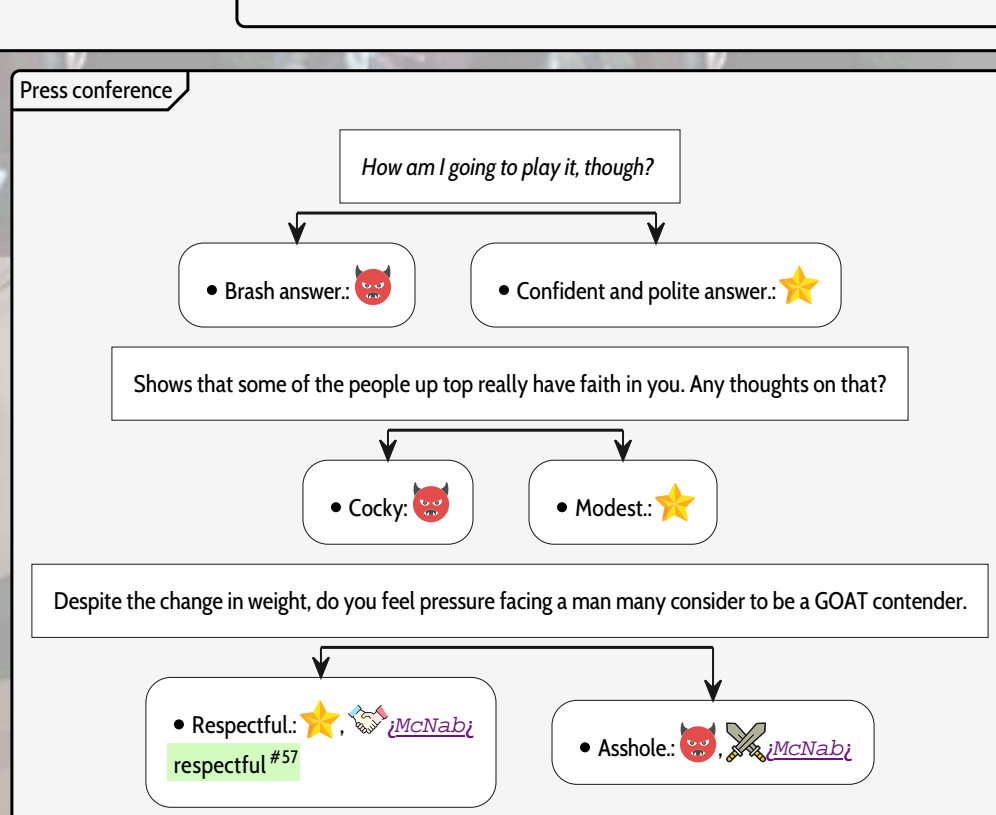 Press conference
How am I going to play it, though?
• Brash answer.:
• Confident and polite answer.:
Shows that some of the people up top really have faith in you. Any thoughts on that?
• Cocky:
• Modest.:
Despite the change in weight, do you feel pressure facing a man many consider to be a GOAT contender.
• Respectful.: , ¿McNab¿
respectful #57
• Asshole.: , ¿McNab¿